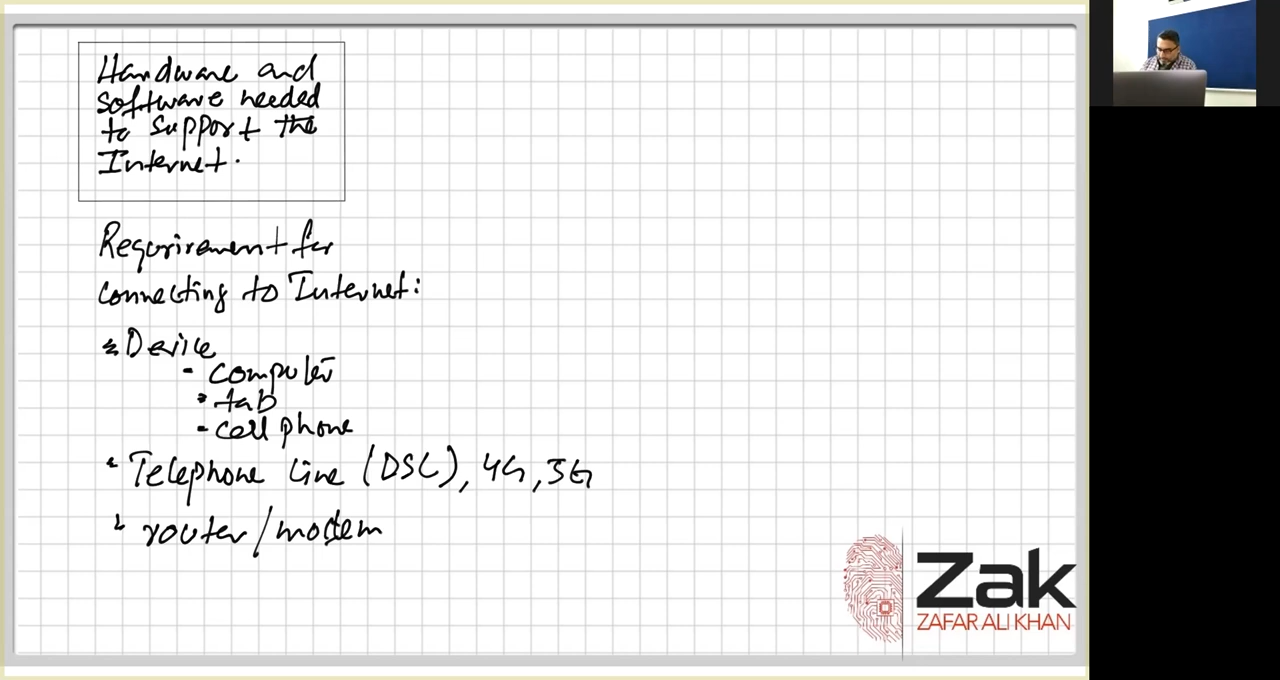 Hardware and
software needed
to support the
Internet.
Requirement for
connecting to Internet:
Device
- computer
• tab
- cell phone
Telephone Line (DSL), 4G, 5G
router/modem
Zak
ZAFAR ALI KHAN